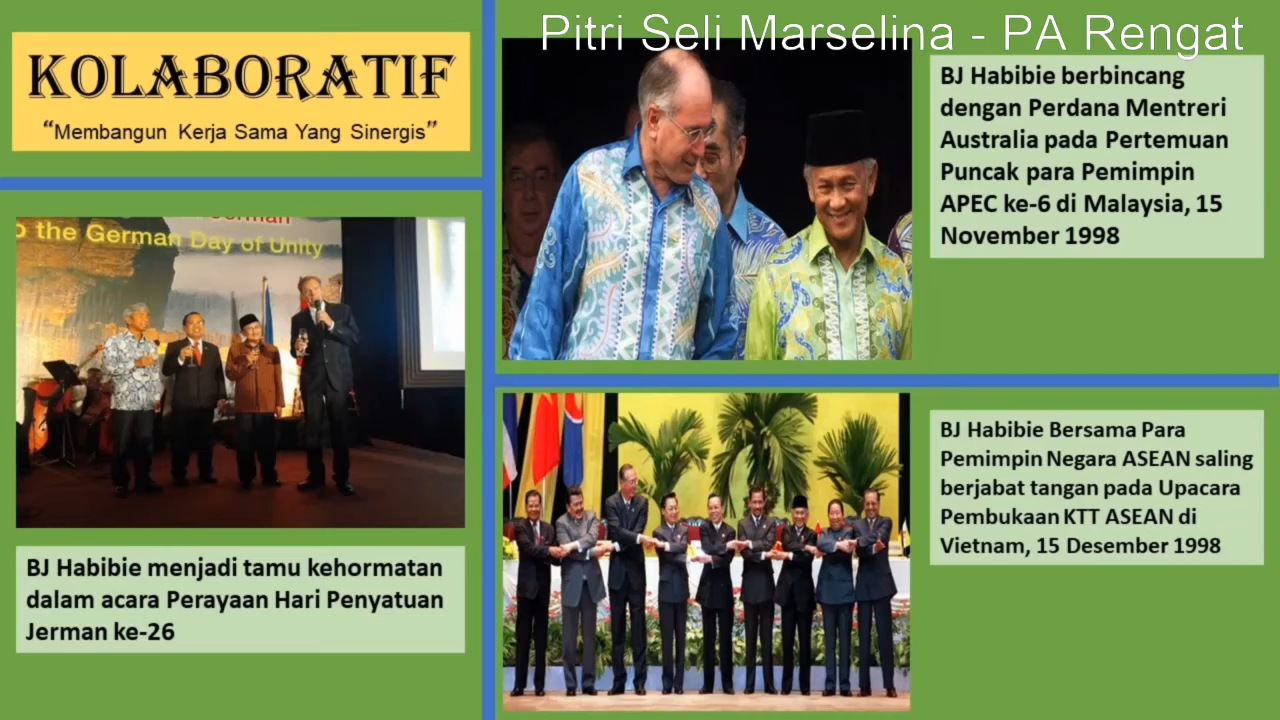 Pitri Seli Marselina - PA Rengat
KOLABORATIF
“Membangun Kerja Sama Yang Sinergis”
to the German Day of Unity
BJ Habibie menjadi tamu kehormatan
dalam acara Perayaan Hari Penyatuan
Jerman ke-26
BJ Habibie berbincang
dengan Perdana Mentreri
Australia pada Pertemuan
Puncak para Pemimpin
APEC ke-6 di Malaysia, 15
November 1998
BJ Habibie Bersama Para
Pemimpin Negara ASEAN saling
berjabat tangan pada Upacara
Pembukaan KTT ASEAN di
Vietnam, 15 Desember 1998